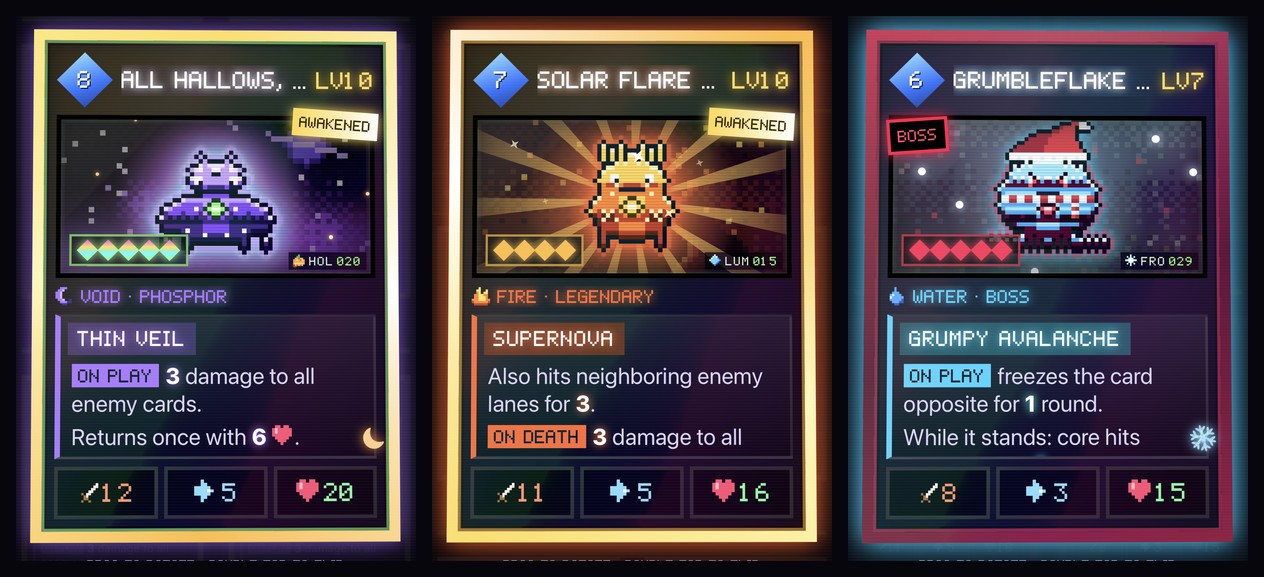 8 ALL HALLOWS, ... LV10
AWAKENED
HOL 020
VOID · PHOSPHOR
THIN VEIL
ON PLAY 3 damage to all
enemy cards.
Returns once with 6 ❤.
12 5 20
7 SOLAR FLARE ... LV10
AWAKENED
LUM 015
FIRE · LEGENDARY
SUPERNOVA
Also hits neighboring enemy
lanes for 3.
ON DEATH 3 damage to all
11 5 16
6 GRUMBLEFLAKE ... LV7
BOSS
FRO 029
WATER · BOSS
GRUMPY AVALANCHE
ON PLAY freezes the card
opposite for 1 round.
While it stands: core hits
8 3 15